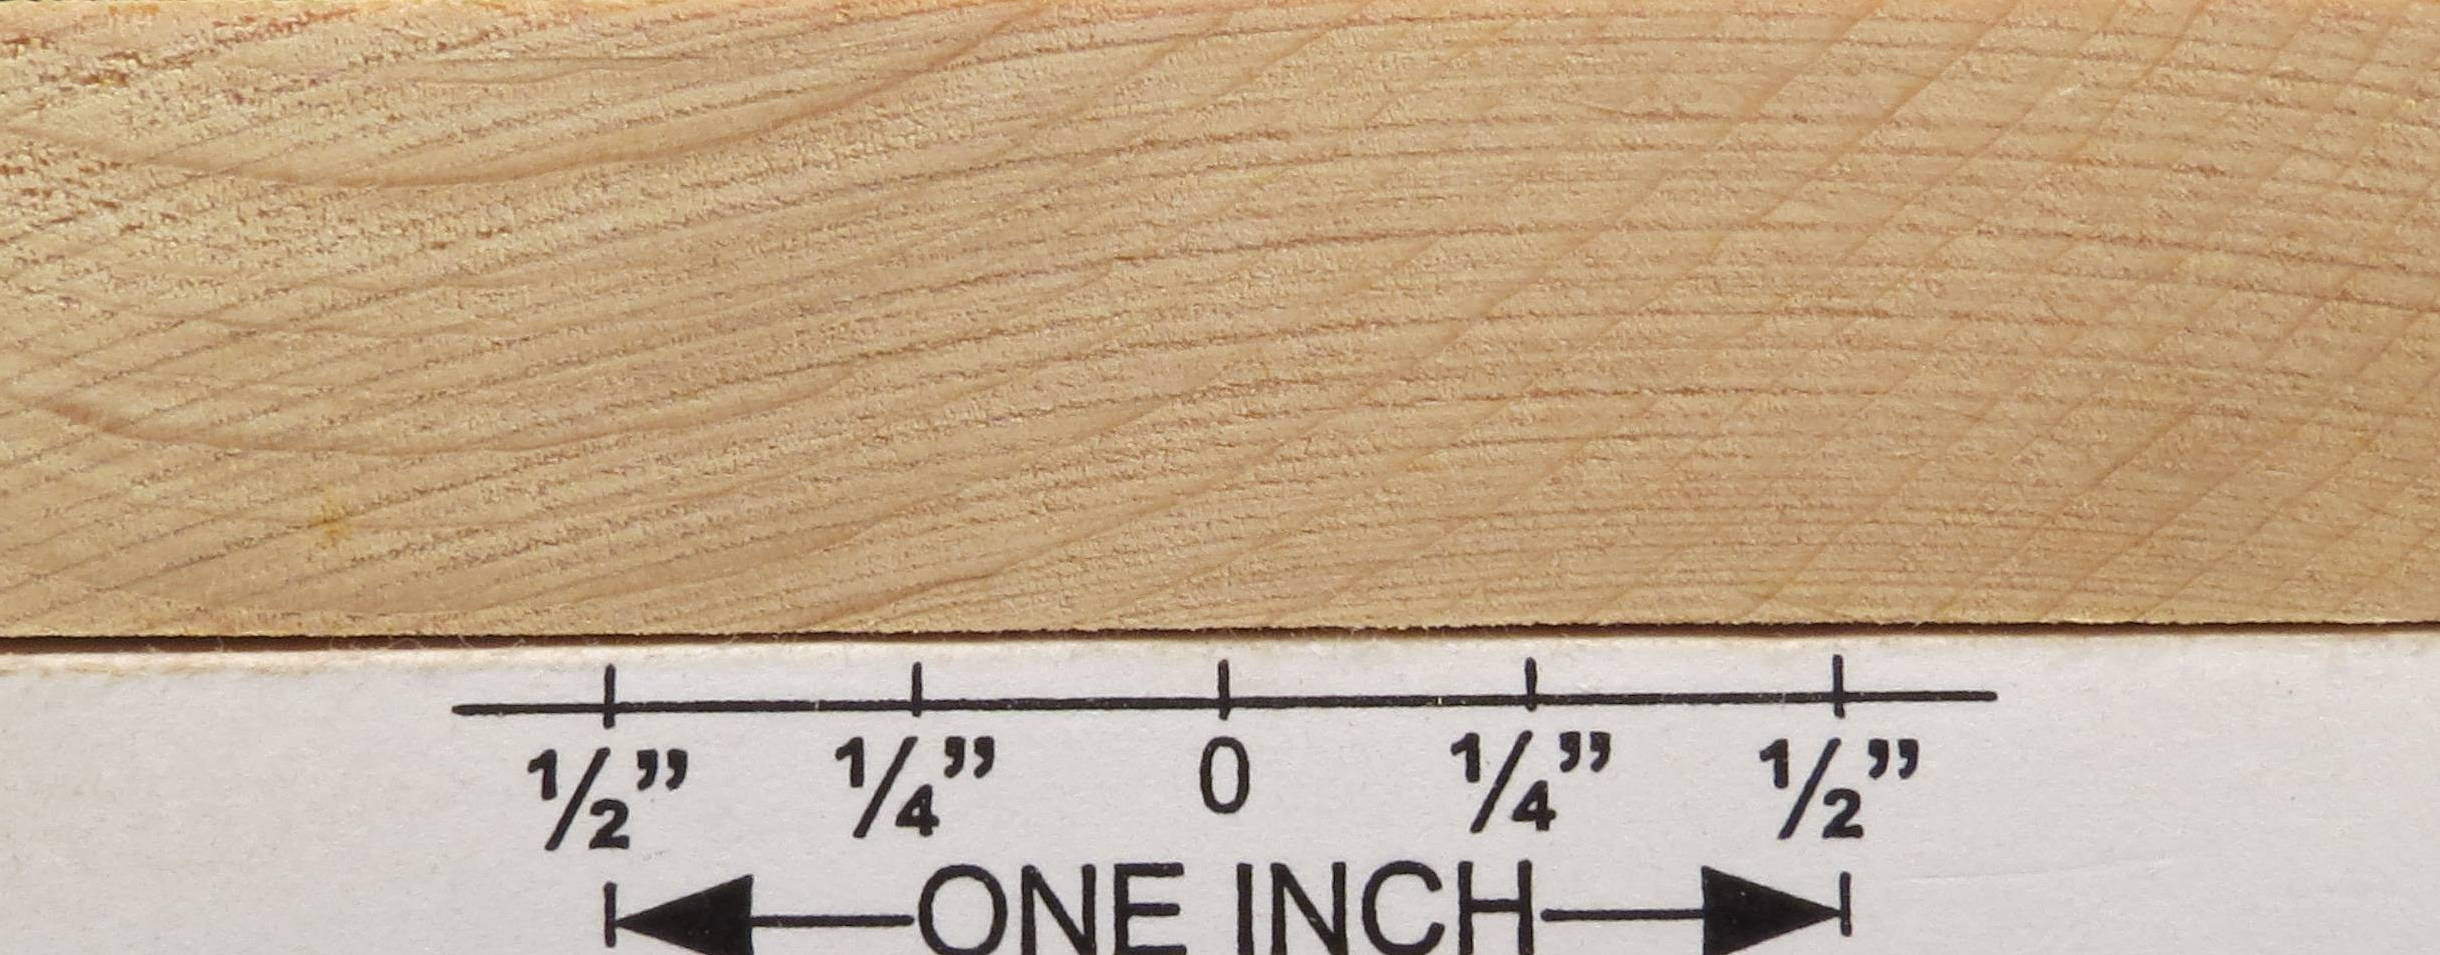 ½” ¼” 0 ¼” ½”
ONE INCH